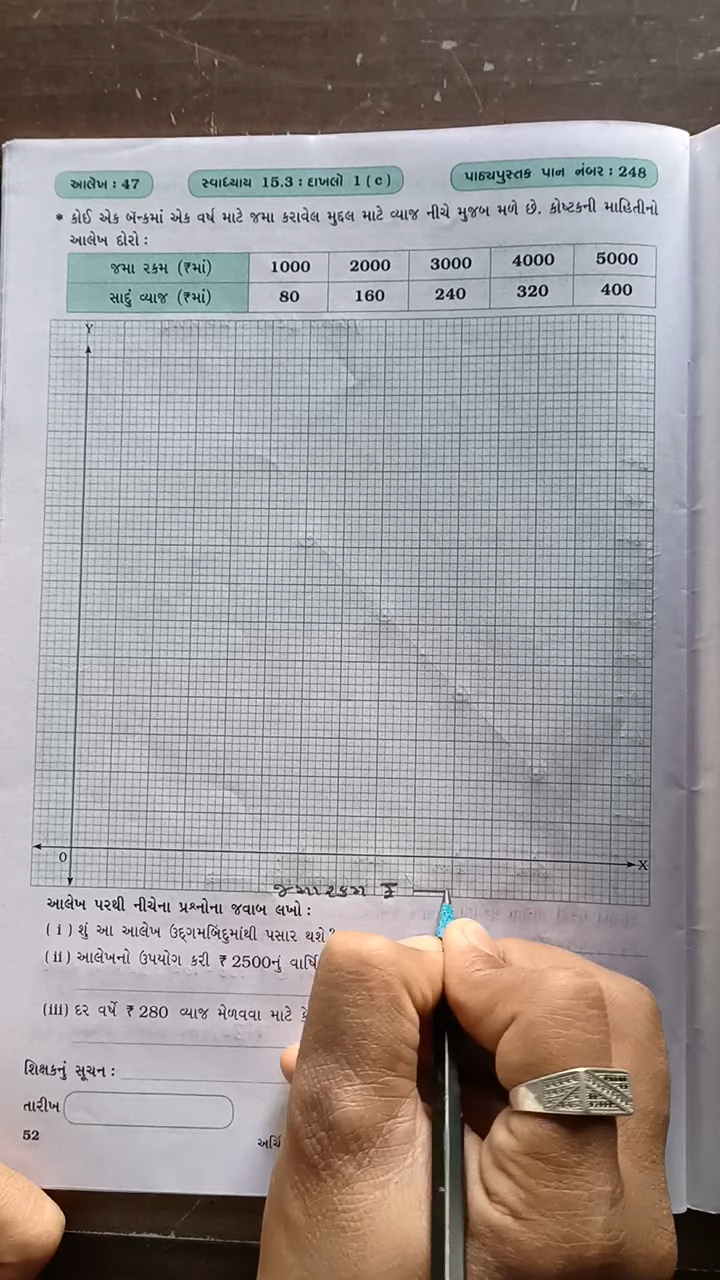 આલેખ : 47
સ્વાધ્યાય 15.3 : દાખલો 1 ( c )
પાઠ્યપુસ્તક પાન નંબર : 248
* કોઈ એક બૅન્કમાં એક વર્ષ માટે જમા કરાવેલ મુદ્દલ માટે વ્યાજ નીચે મુજબ મળે છે. કોષ્ટકની માહિતીનો
આલેખ દોરો :
જમા રકમ (₹માં) 1000 2000 3000 4000 5000
સાદું વ્યાજ (₹માં) 80 160 240 320 400
Y
0
X
જમા રકમ ₹
આલેખ પરથી નીચેના પ્રશ્નોના જવાબ લખો :
( i ) શું આ આલેખ ઉદ્ગમબિંદુમાંથી પસાર થશે?
(ii) આલેખનો ઉપયોગ કરી ₹ 2500નું
(iii) દર વર્ષે ₹ 280 વ્યાજ મેળવવા માટે
શિક્ષકનું સૂચન :
તારીખ
52